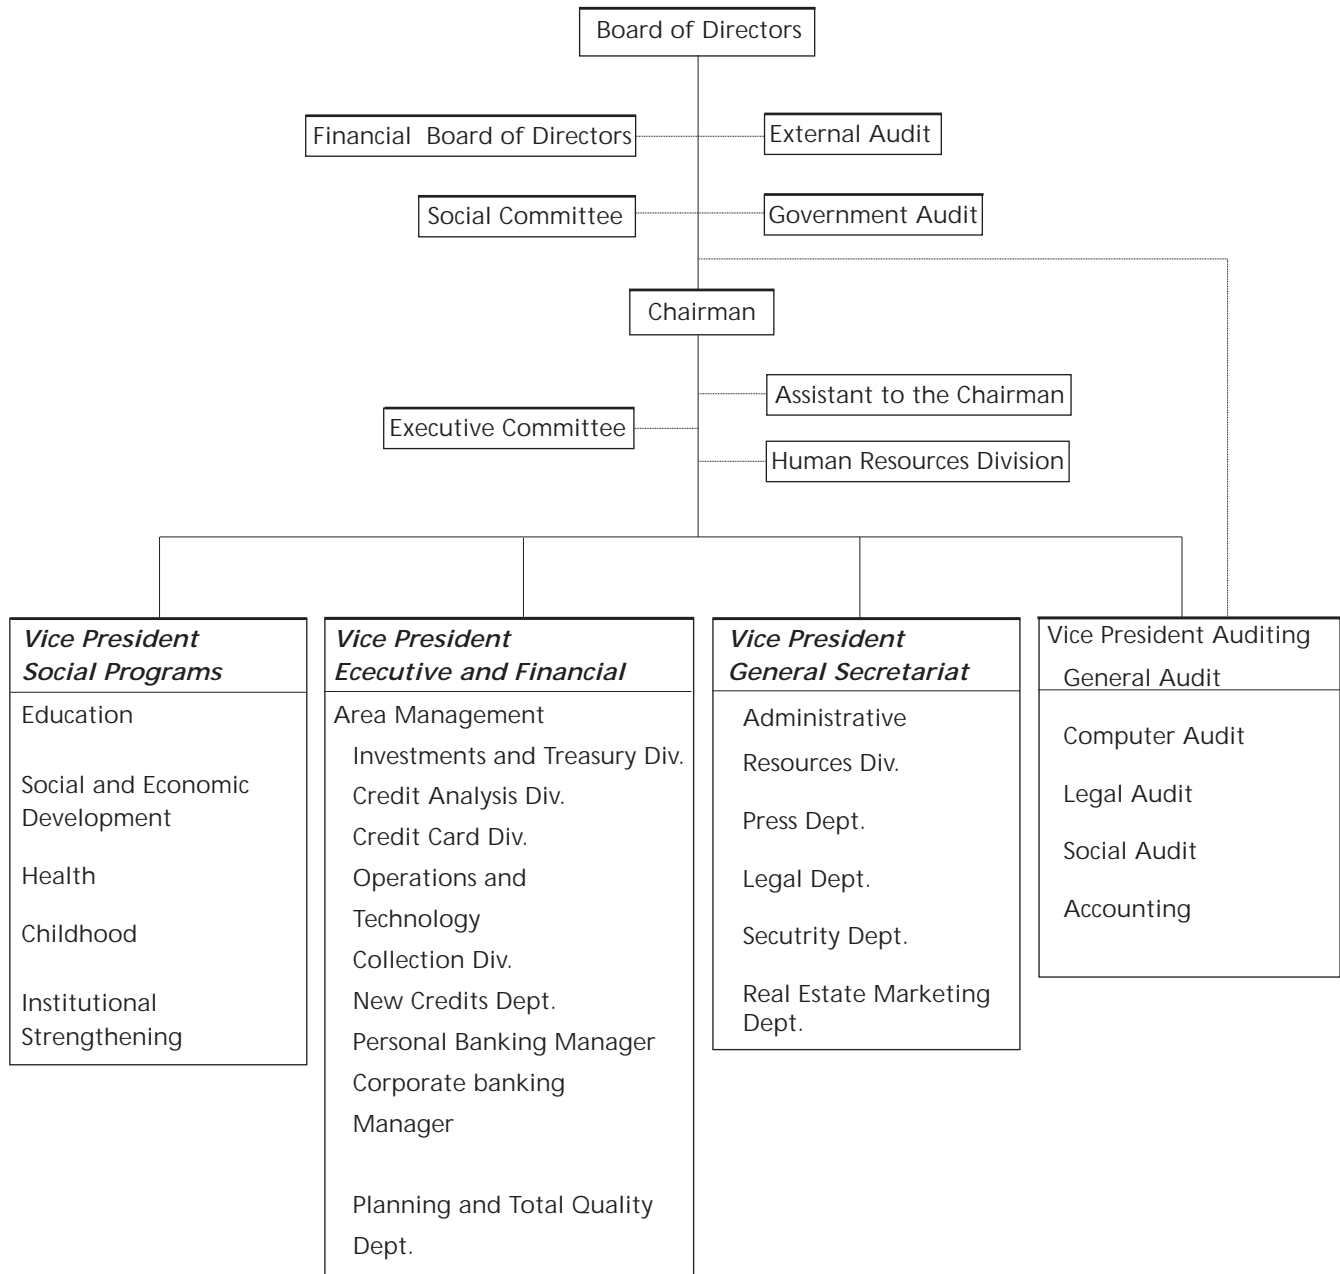 Board of Directors
Financial Board of Directors
External Audit
Social Committee
Government Audit
Chairman
Assistant to the Chairman
Executive Committee
Human Resources Division
Vice President
Social Programs
Education
Social and Economic
Development
Health
Childhood
Institutional
Strengthening
Vice President
Ececutive and Financial
Area Management
Investments and Treasury Div.
Credit Analysis Div.
Credit Card Div.
Operations and
Technology
Collection Div.
New Credits Dept.
Personal Banking Manager
Corporate banking
Manager
Planning and Total Quality
Dept.
Vice President
General Secretariat
Administrative
Resources Div.
Press Dept.
Legal Dept.
Secutrity Dept.
Real Estate Marketing
Dept.
Vice President Auditing
General Audit
Computer Audit
Legal Audit
Social Audit
Accounting